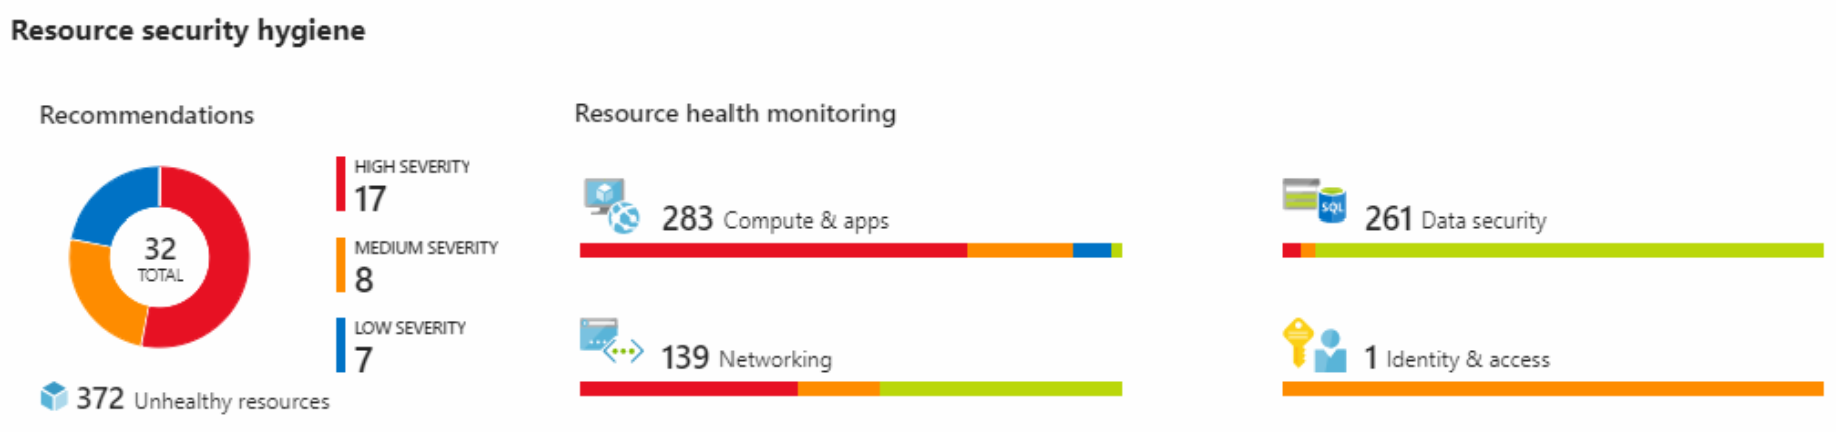 Resource security hygiene
Recommendations
32
TOTAL
HIGH SEVERITY
17
MEDIUM SEVERITY
8
LOW SEVERITY
7
372 Unhealthy resources
Resource health monitoring
283 Compute & apps
SQL
261 Data security
139 Networking
1 Identity & access